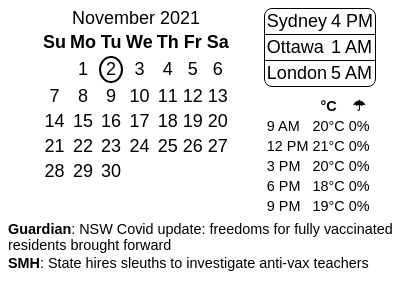 November 2021
Su Mo Tu We Th Fr Sa
1 2 3 4 5 6
7 8 9 10 11 12 13
14 15 16 17 18 19 20
21 22 23 24 25 26 27
28 29 30
Sydney 4 PM
Ottawa 1 AM
London 5 AM
°C ☂
9 AM 20°C 0%
12 PM 21°C 0%
3 PM 20°C 0%
6 PM 18°C 0%
9 PM 19°C 0%
Guardian: NSW Covid update: freedoms for fully vaccinated
residents brought forward
SMH: State hires sleuths to investigate anti-vax teachers